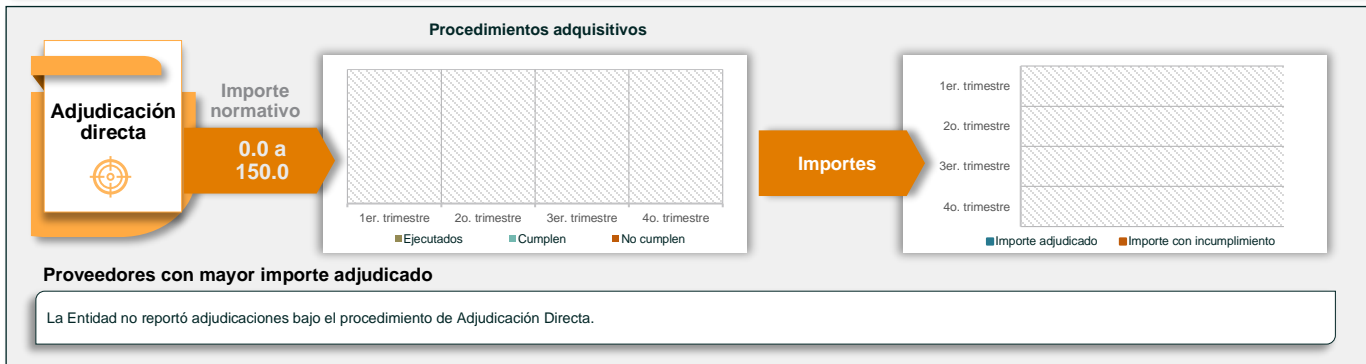 Procedimientos adquisitivos
Adjudicación
directa
Importe
normativo
0.0 a
150.0
1er. trimestre
2o. trimestre
3er. trimestre
4o. trimestre
Ejecutados
Cumplen
No cumplen
Importes
1er. trimestre
2o. trimestre
3er. trimestre
4o. trimestre
Importe adjudicado
Importe con incumplimiento
Proveedores con mayor importe adjudicado
La Entidad no reportó adjudicaciones bajo el procedimiento de Adjudicación Directa.